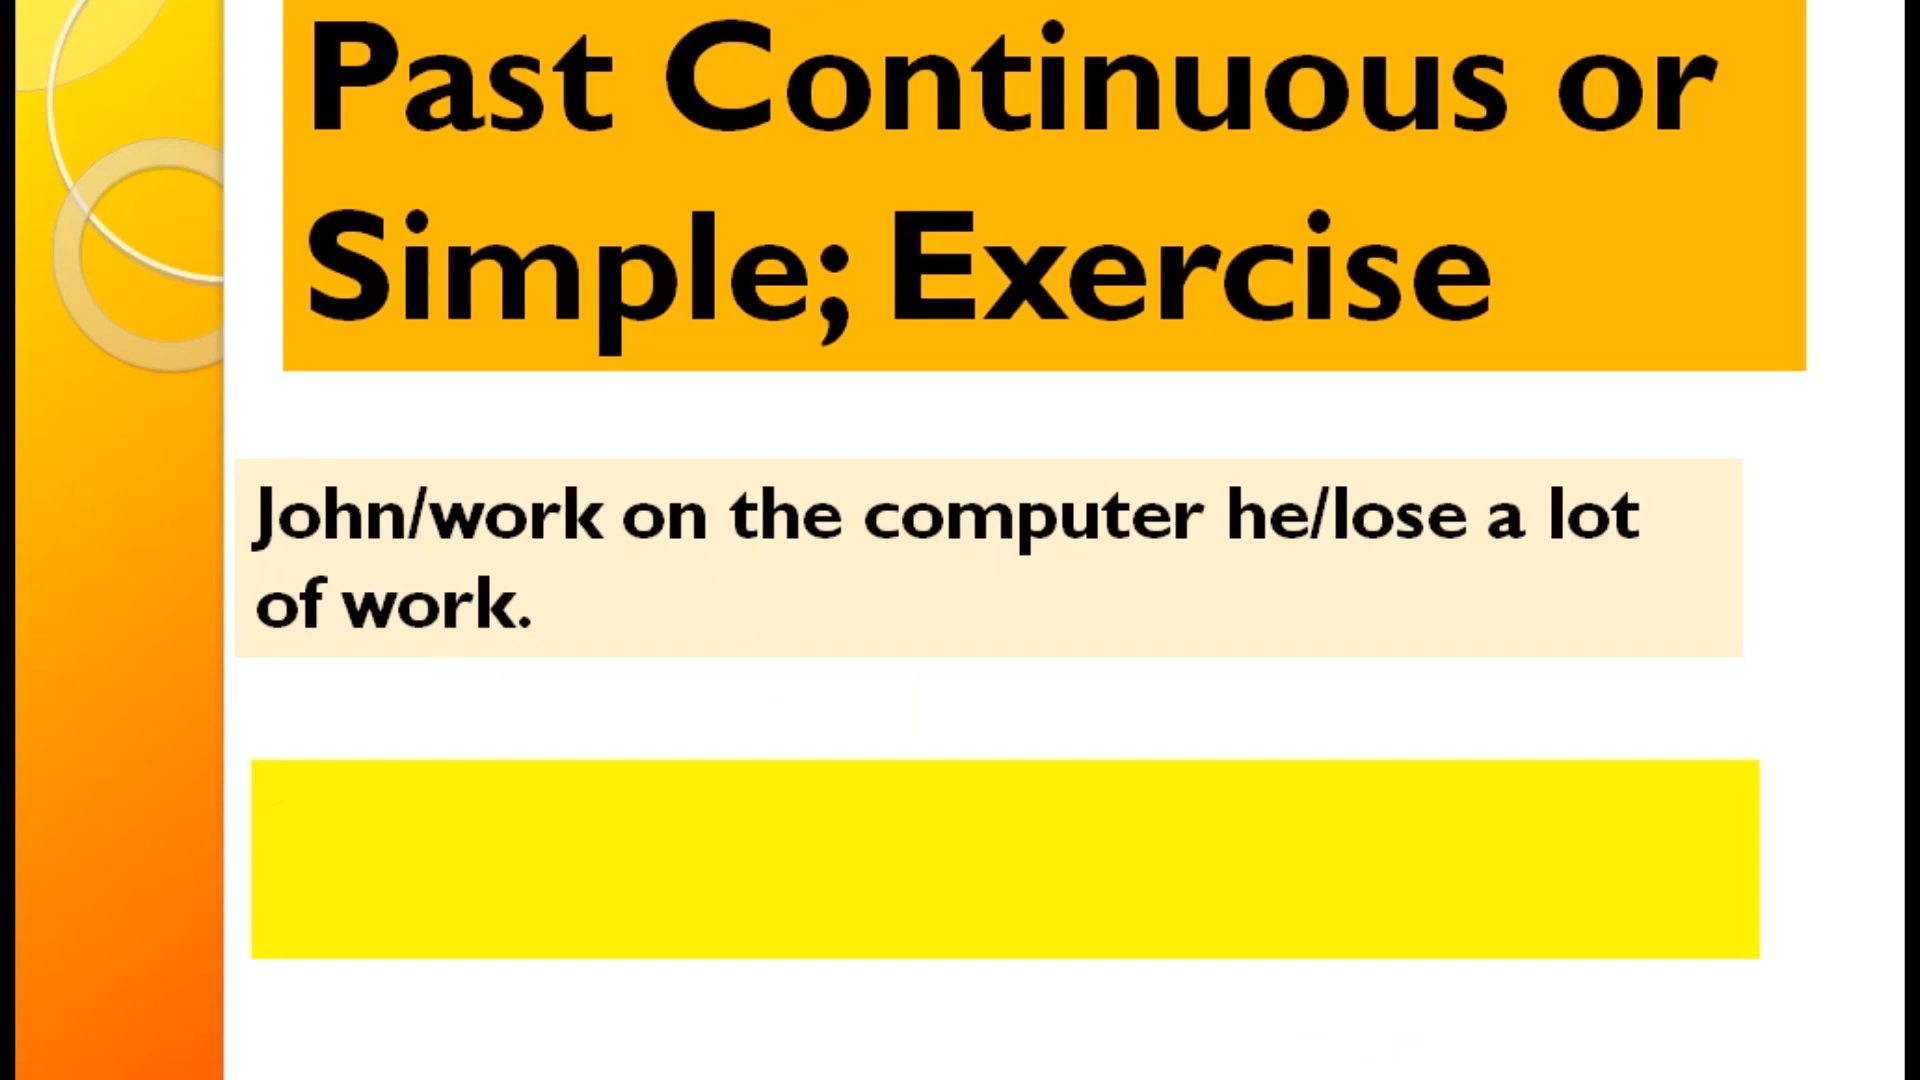 Past Continuous or
Simple; Exercise
John/work on the computer he/lose a lot
of work.